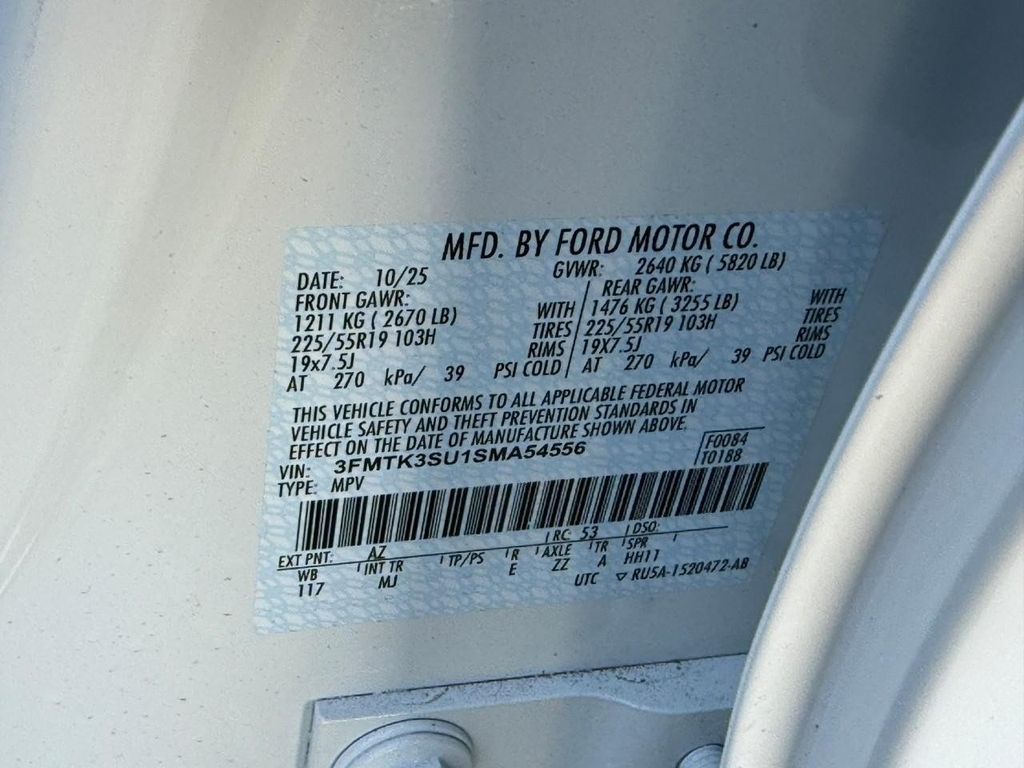 MFD. BY FORD MOTOR CO.
DATE: 10/25 GVWR: 2640 KG ( 5820 LB)
FRONT GAWR: REAR GAWR:
1211 KG ( 2670 LB) WITH 1476 KG ( 3255 LB) WITH
225/55R19 103H TIRES 225/55R19 103H TIRES
19x7.5J RIMS 19X7.5J RIMS
AT 270 kPa/ 39 PSI COLD AT 270 kPa/ 39 PSI COLD
THIS VEHICLE CONFORMS TO ALL APPLICABLE FEDERAL MOTOR
VEHICLE SAFETY AND THEFT PREVENTION STANDARDS IN
EFFECT ON THE DATE OF MANUFACTURE SHOWN ABOVE.
VIN: 3FMTK3SU1SMA54556 F0084
TYPE: MPV T0188
EXT PNT: AZ RC: 53 DSO:
WB INT TR TP/PS R AXLE TR SPR
117 MJ E ZZ A HH11
UTC ▽ RU5A-1520472-AB